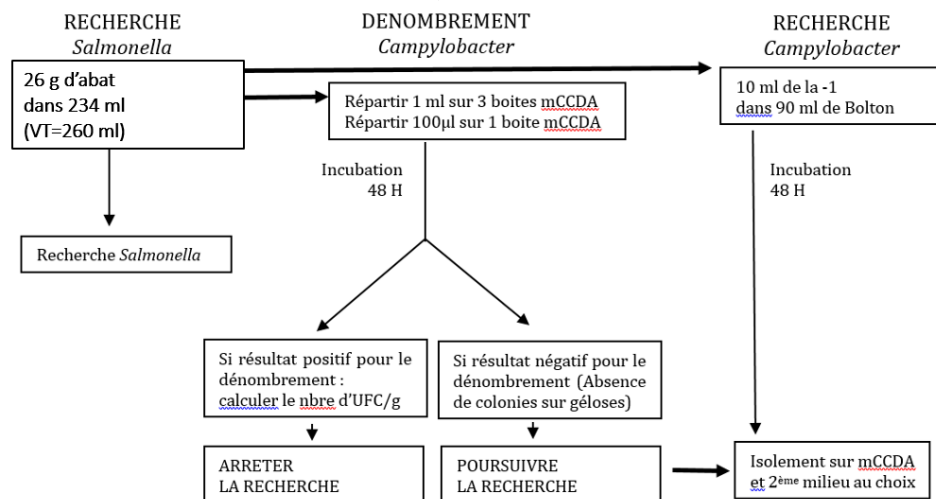 RECHERCHE
Salmonella
DENOMBREMENT
Campylobacter
RECHERCHE
Campylobacter
26 g d'abat
dans 234 ml
(VT=260 ml)
Répartir 1 ml sur 3 boites mCCDA
Répartir 100µl sur 1 boite mCCDA
10 ml de la -1
dans 90 ml de Bolton
Incubation
48 H
Incubation
48 H
Recherche Salmonella
Si résultat positif pour le
dénombrement :
calculer le nbre d'UFC/g
Si résultat négatif pour le
dénombrement (Absence
de colonies sur géloses)
ARRETER
LA RECHERCHE
POURSUIVRE
LA RECHERCHE
Isolement sur mCCDA
et 2ème milieu au choix